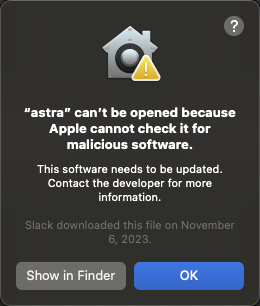 ?
“astra” can’t be opened because
Apple cannot check it for
malicious software.
This software needs to be updated.
Contact the developer for more
information.
Slack downloaded this file on November
6, 2023.
Show in Finder
OK